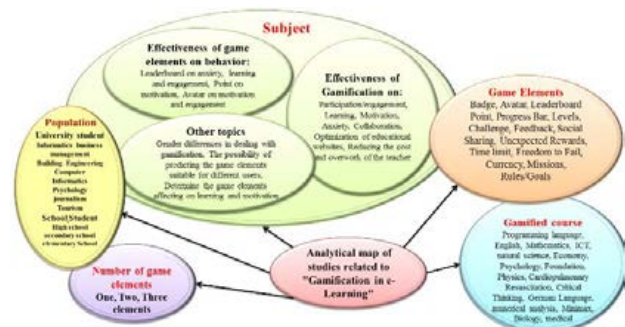 Subject
Effectiveness of game
elements on behavior:
Leaderboard on anxiety, learning
and engagement, Point on
motivation, Avatar on motivation
and engagement
Effectiveness of
Gamification on:
Participation/engagement,
Learning, Motivation,
Anxiety, Collaboration,
Optimization of educational
websites, Reducing the cost
and overwork of the teacher
Other topics
Gender differences in dealing with
gamification. The possibility of
predicting the game elements
suitable for different users,
Determine the game elements
affecting on learning and motivation
Population
University student
Informatics business
management
Building Engineering
Computer
Informatics
Psychology
journalism
Tourism
School Student
High school
secondary school
elementary School
Game Elements
Badge, Avatar, Leaderboard
Point, Progress Bar, Levels,
Challenge, Feedback, Social
Sharing, Unexpected Rewards,
Time limit, Freedom to Fail,
Currency, Missions,
Rules/Goals
Number of game
elements
One, Two, Three
elements
Analytical map of
studies related to
"Gamification in e-
Learning"
Gamified course
Programming language,
English, Mathematics, ICT,
natural science, Economy,
Psychology, Foundation,
Physics, Cardiopulmonary
Resuscitation, Critical
Thinking, German Language,
numerical analysis,
Biology, medical